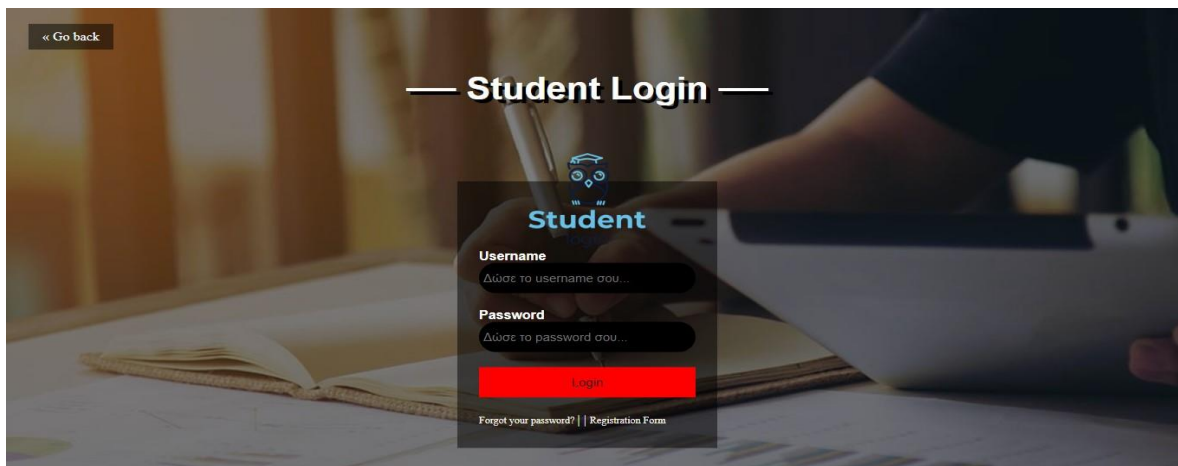 « Go back
Student Login
Student
Username
Δώσε το username σου...
Password
Δώσε το password σου...
Login
Forgot your password? | | Registration Form